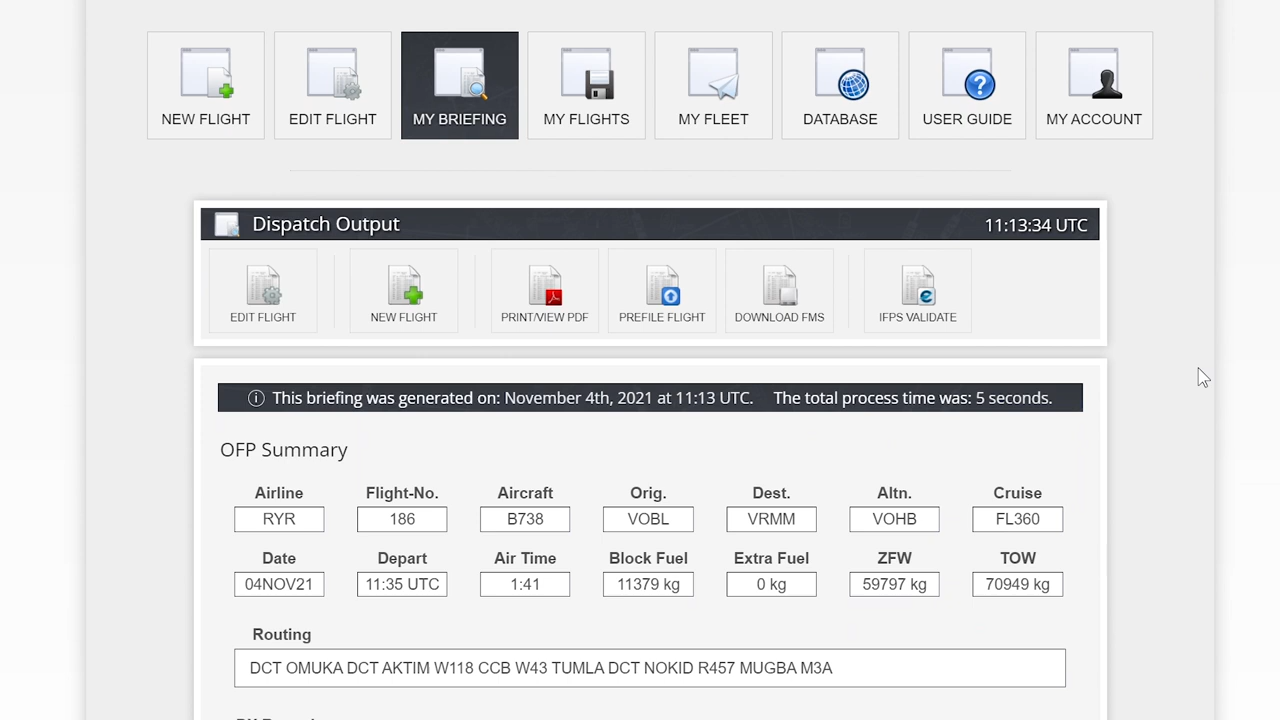 NEW FLIGHT EDIT FLIGHT MY BRIEFING MY FLIGHTS MY FLEET DATABASE USER GUIDE MY ACCOUNT
Dispatch Output 11:13:34 UTC
EDIT FLIGHT NEW FLIGHT PRINT/VIEW PDF PREFILE FLIGHT DOWNLOAD FMS IFPS VALIDATE
This briefing was generated on: November 4th, 2021 at 11:13 UTC. The total process time was: 5 seconds.
OFP Summary
Airline Flight-No. Aircraft Orig. Dest. Altn. Cruise
RYR 186 B738 VOBL VRMM VOHB FL360
Date Depart Air Time Block Fuel Extra Fuel ZFW TOW
04NOV21 11:35 UTC 1:41 11379 kg 0 kg 59797 kg 70949 kg
Routing
DCT OMUKA DCT AKTIM W118 CCB W43 TUMLA DCT NOKID R457 MUGBA M3A